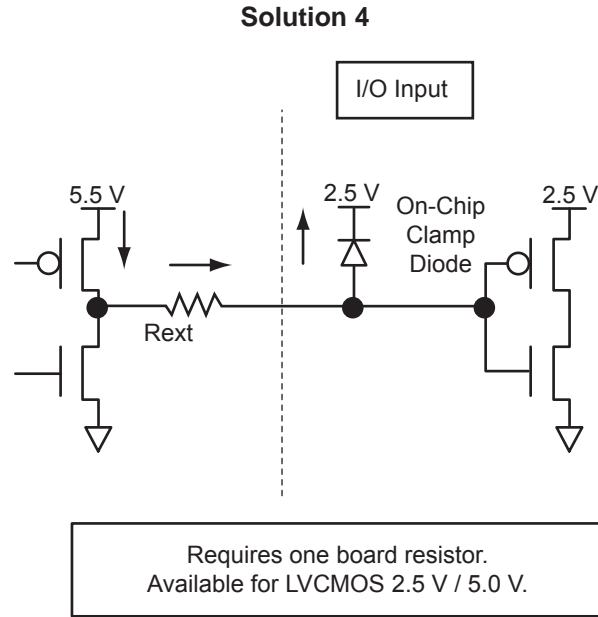 Solution 4
I/O Input
5.5 V
2.5 V
On-Chip
Clamp
Diode
2.5 V
Rext
Requires one board resistor.
Available for LVCMOS 2.5 V / 5.0 V.